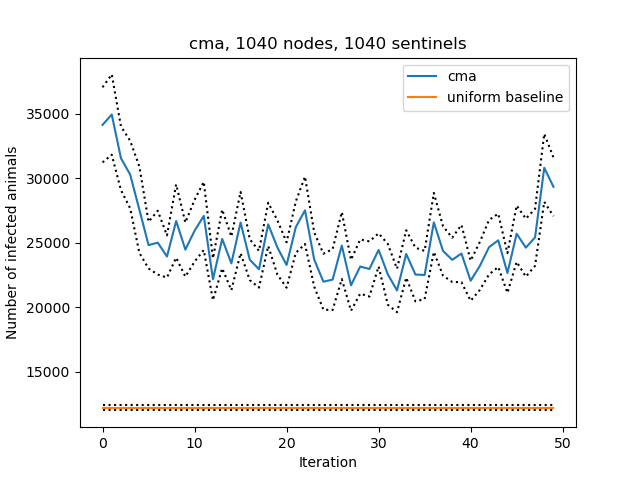 cma, 1040 nodes, 1040 sentinels
cma
uniform baseline
Number of infected animals
35000
30000
25000
20000
15000
0
10
20
30
40
50
Iteration